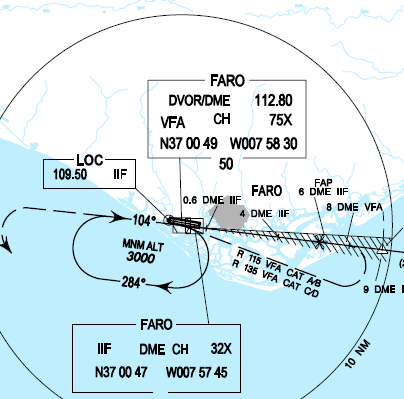 FARO
DVOR/DME 112.80
VFA CH 75X
N37 00 49 W007 58 30
50
LOC
109.50 IIF
0.6 DME IIF
FARO
4 DME IIF
FAP
6 DME IIF
8 DME VFA
104°
MNM ALT
3000
284°
R 115 VFA CAT A/B
R 135 VFA CAT C/D
9 DME
10 NM
FARO
IIF DME CH 32X
N37 00 47 W007 57 45